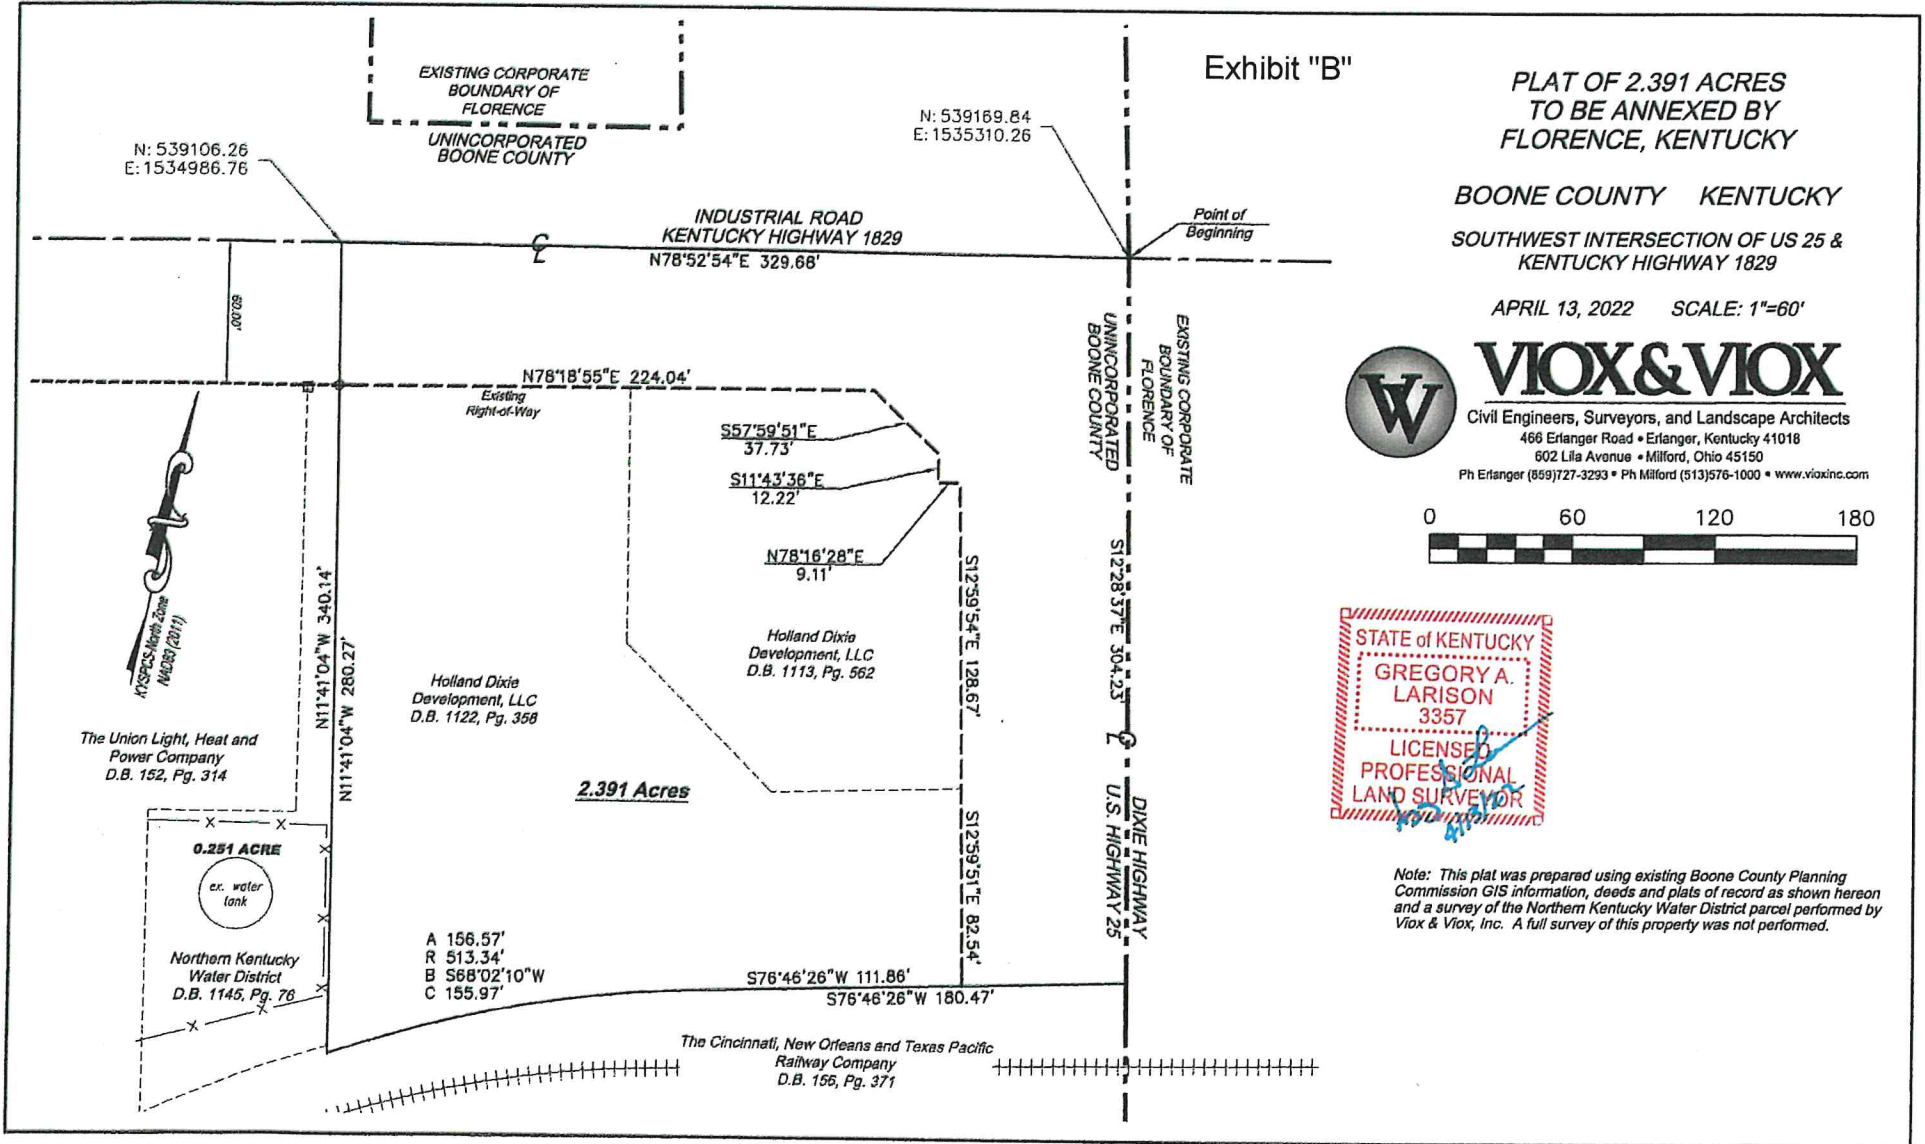 Exhibit "B"
PLAT OF 2.391 ACRES
TO BE ANNEXED BY
FLORENCE, KENTUCKY
BOONE COUNTY KENTUCKY
SOUTHWEST INTERSECTION OF US 25 &
KENTUCKY HIGHWAY 1829
APRIL 13, 2022 SCALE: 1"=60'
VIOX & VIOX
Civil Engineers, Surveyors, and Landscape Architects
466 Erlanger Road • Erlanger, Kentucky 41018
602 Lila Avenue • Milford, Ohio 45150
Ph Erlanger (859)727-3293 • Ph Milford (513)576-1000 • www.vioxinc.com
0 60 120 180
STATE of KENTUCKY
GREGORY A.
LARISON
3357
LICENSED
PROFESSIONAL
LAND SURVEYOR
4/13/22
Note: This plat was prepared using existing Boone County Planning
Commission GIS information, deeds and plats of record as shown hereon
and a survey of the Northern Kentucky Water District parcel performed by
Viox & Viox, Inc. A full survey of this property was not performed.
EXISTING CORPORATE
BOUNDARY OF
FLORENCE
UNINCORPORATED
BOONE COUNTY
N: 539106.26
E: 1534986.76
N: 539169.84
E: 1535310.26
Point of
Beginning
INDUSTRIAL ROAD
KENTUCKY HIGHWAY 1829
N78°52'54"E 329.68'
60.00'
N78°18'55"E 224.04'
Existing
Right-of-Way
S57°59'51"E
37.73'
S11°43'36"E
12.22'
N78°16'28"E
9.11'
UNINCORPORATED
BOONE COUNTY
EXISTING CORPORATE
BOUNDARY OF
FLORENCE
KYSPCS-North Zone
NAD83 (2011)
N11°41'04"W 340.14'
N11°41'04"W 280.27'
S12°59'54"E 128.67'
S12°28'37"E 304.23'
Holland Dixie
Development, LLC
D.B. 1113, Pg. 562
Holland Dixie
Development, LLC
D.B. 1122, Pg. 358
The Union Light, Heat and
Power Company
D.B. 152, Pg. 314
2.391 Acres
S12°59'51"E 82.54'
DIXIE HIGHWAY
U.S. HIGHWAY 25
0.251 ACRE
ex. water
tank
Northern Kentucky
Water District
D.B. 1145, Pg. 76
A 156.57'
R 513.34'
B S68°02'10"W
C 155.97'
S76°46'26"W 111.86'
S76°46'26"W 180.47'
The Cincinnati, New Orleans and Texas Pacific
Railway Company
D.B. 156, Pg. 371